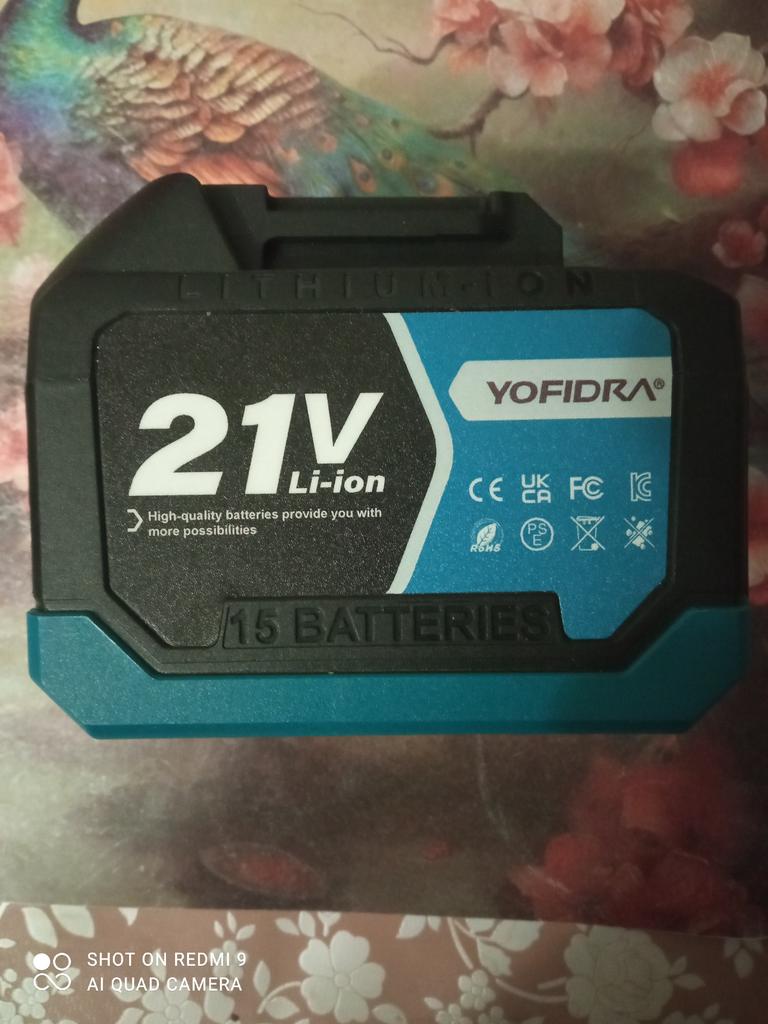 LITHIUM-ION
21V
Li-ion
High-quality batteries provide you with
more possibilities
YOFIDRA®
CE UK CA FC
RoHS PSE
15 BATTERIES
SHOT ON REDMI 9
AI QUAD CAMERA